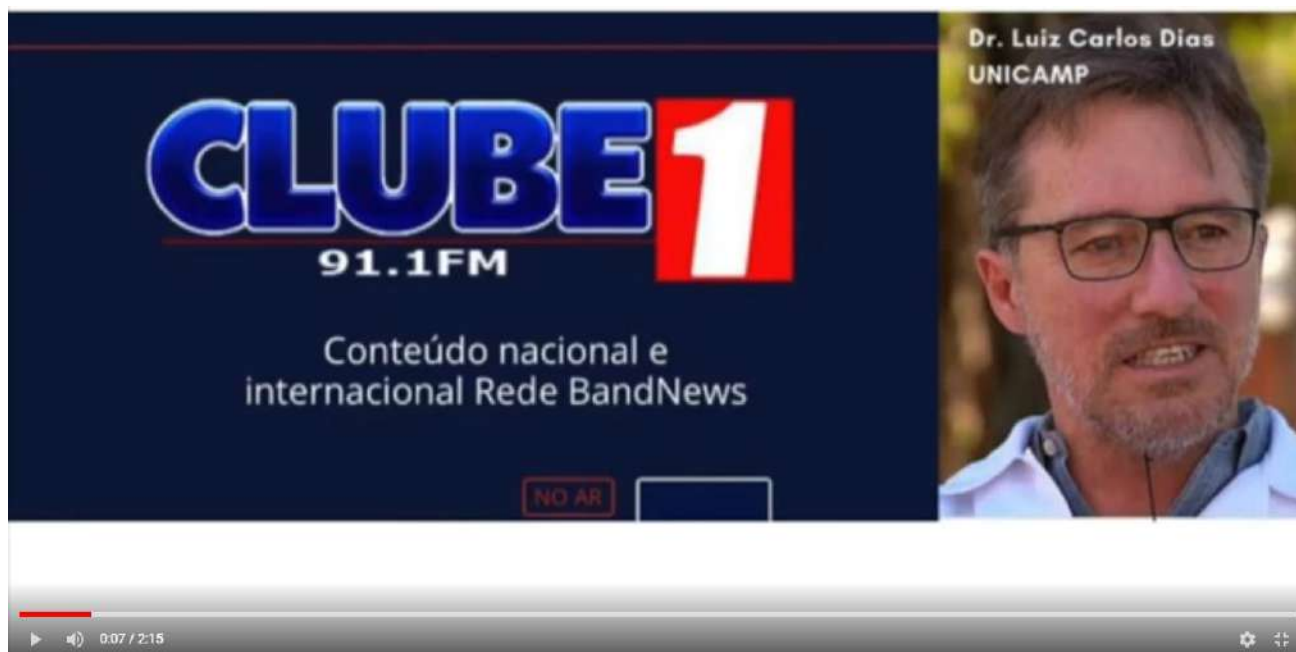 Dr. Luiz Carlos Dias
UNICAMP
CLUBE 1
91.1FM
Conteúdo nacional e
internacional Rede BandNews
NO AR
0:07 / 2:15